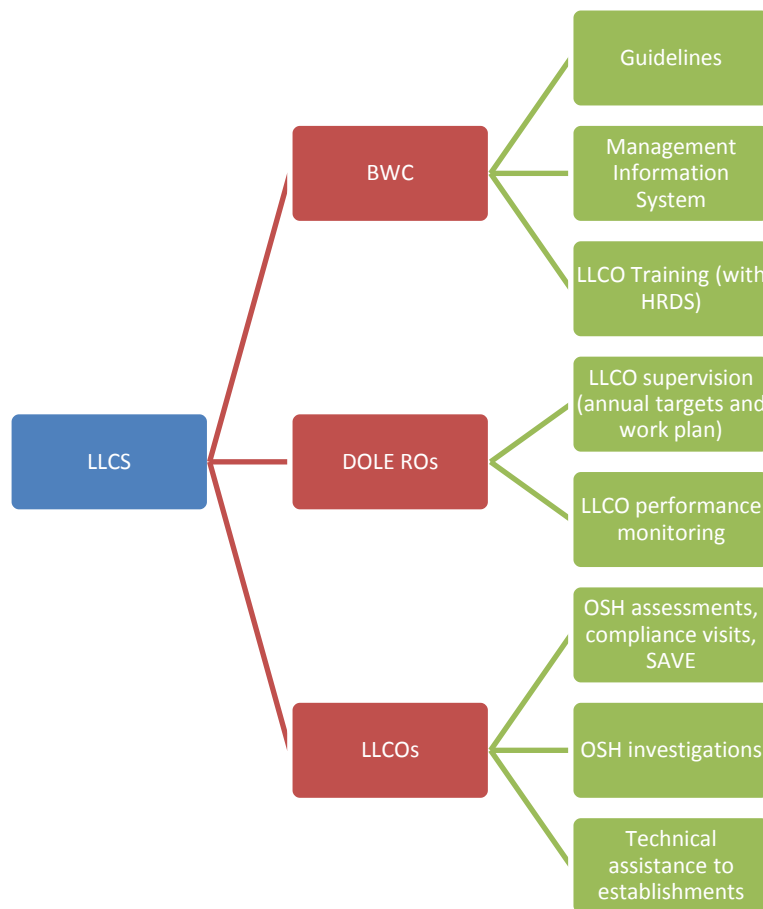 Guidelines
BWC
Management
Information
System
LLCO Training (with
HRDS)
LLCS
DOLE ROs
LLCO supervision
(annual targets and
work plan)
LLCO performance
monitoring
LLCOs
OSH assessments,
compliance visits,
SAVE
OSH investigations
Technical
assistance to
establishments